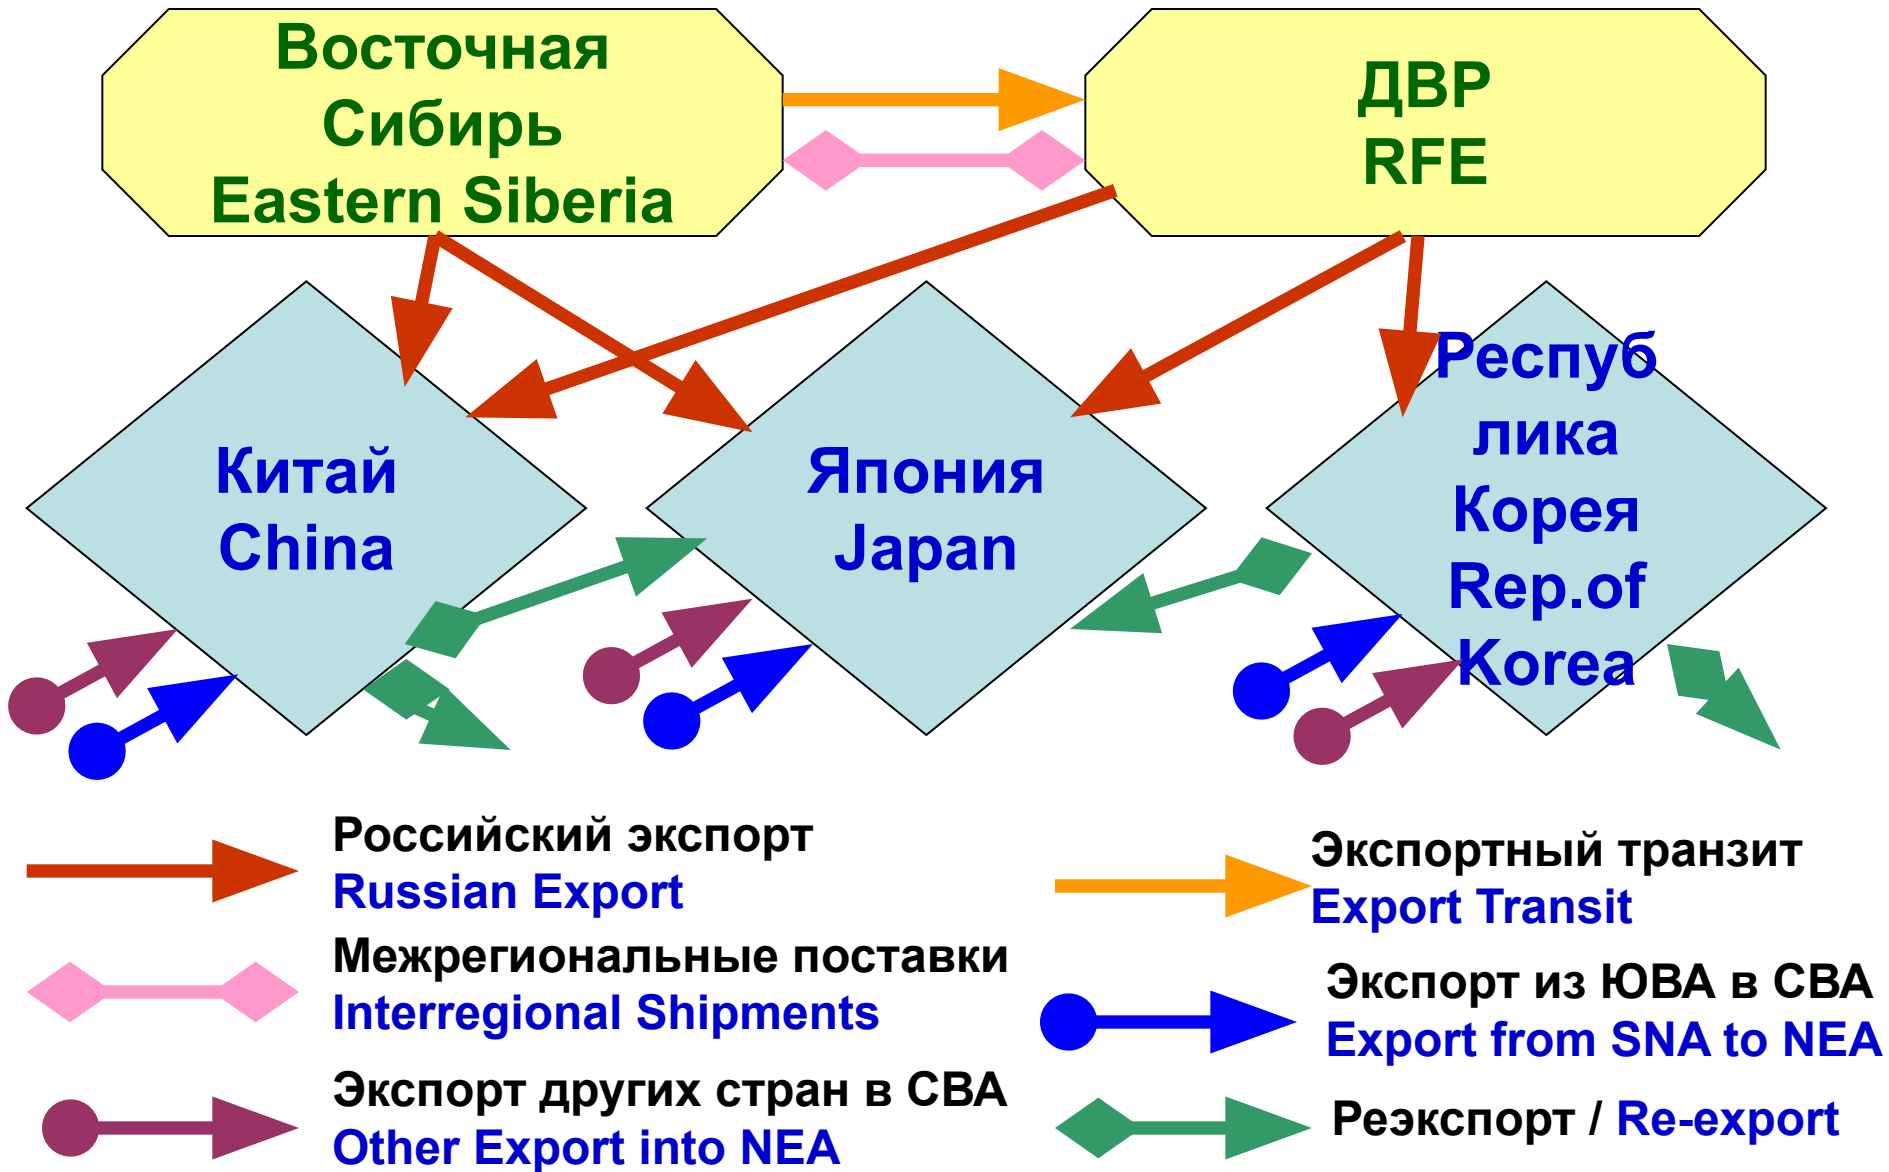 Восточная
Сибирь
Eastern Siberia
ДВР
RFE
Китай
China
Япония
Japan
Респуб
лика
Корея
Rep.of
Korea
Российский экспорт
Russian Export
Межрегиональные поставки
Interregional Shipments
Экспорт других стран в СВА
Other Export into NEA
Экспортный транзит
Export Transit
Экспорт из ЮВА в СВА
Export from SNA to NEA
Реэкспорт / Re-export